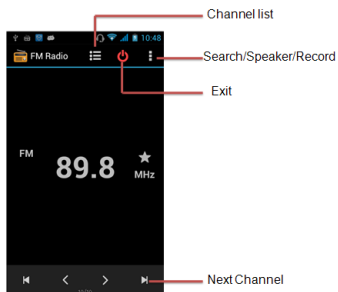 Channel list
10:48
FM Radio
Search/Speaker/Record
Exit
FM
89.8
MHz
Next Channel